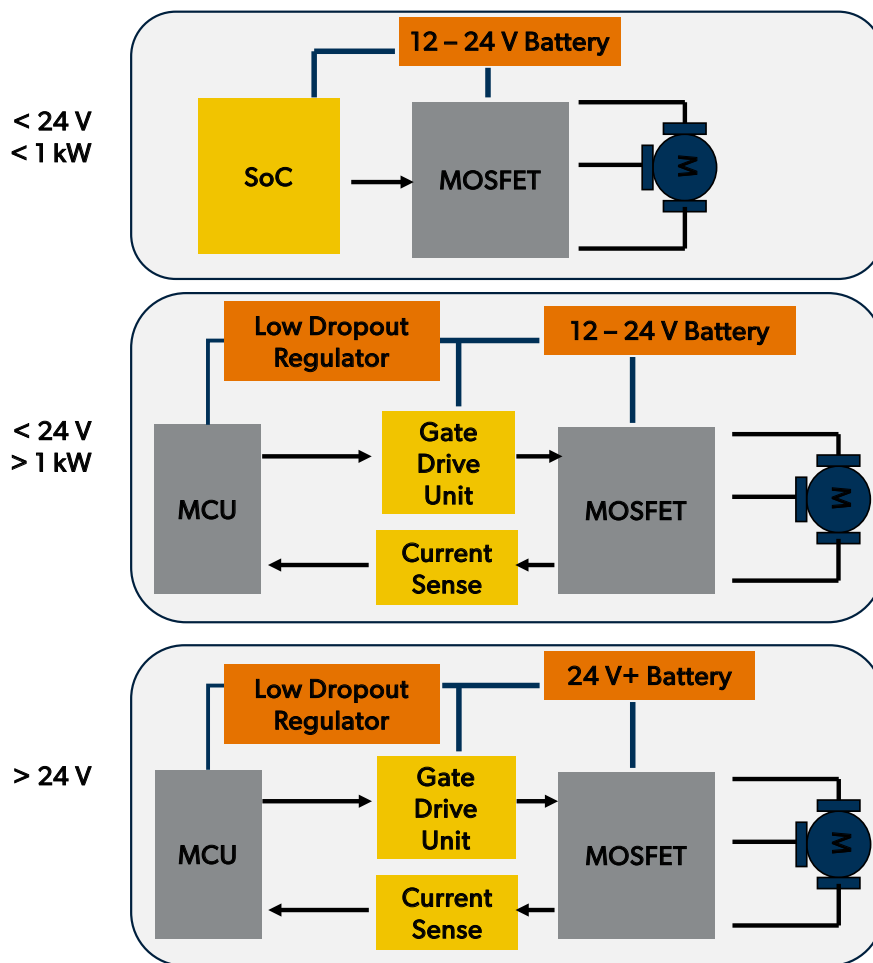 12 – 24 V Battery
< 24 V
< 1 kW
SoC
MOSFET
M
Low Dropout
Regulator
12 – 24 V Battery
< 24 V
> 1 kW
MCU
Gate
Drive
Unit
MOSFET
M
Current
Sense
Low Dropout
Regulator
24 V+ Battery
> 24 V
MCU
Gate
Drive
Unit
MOSFET
M
Current
Sense